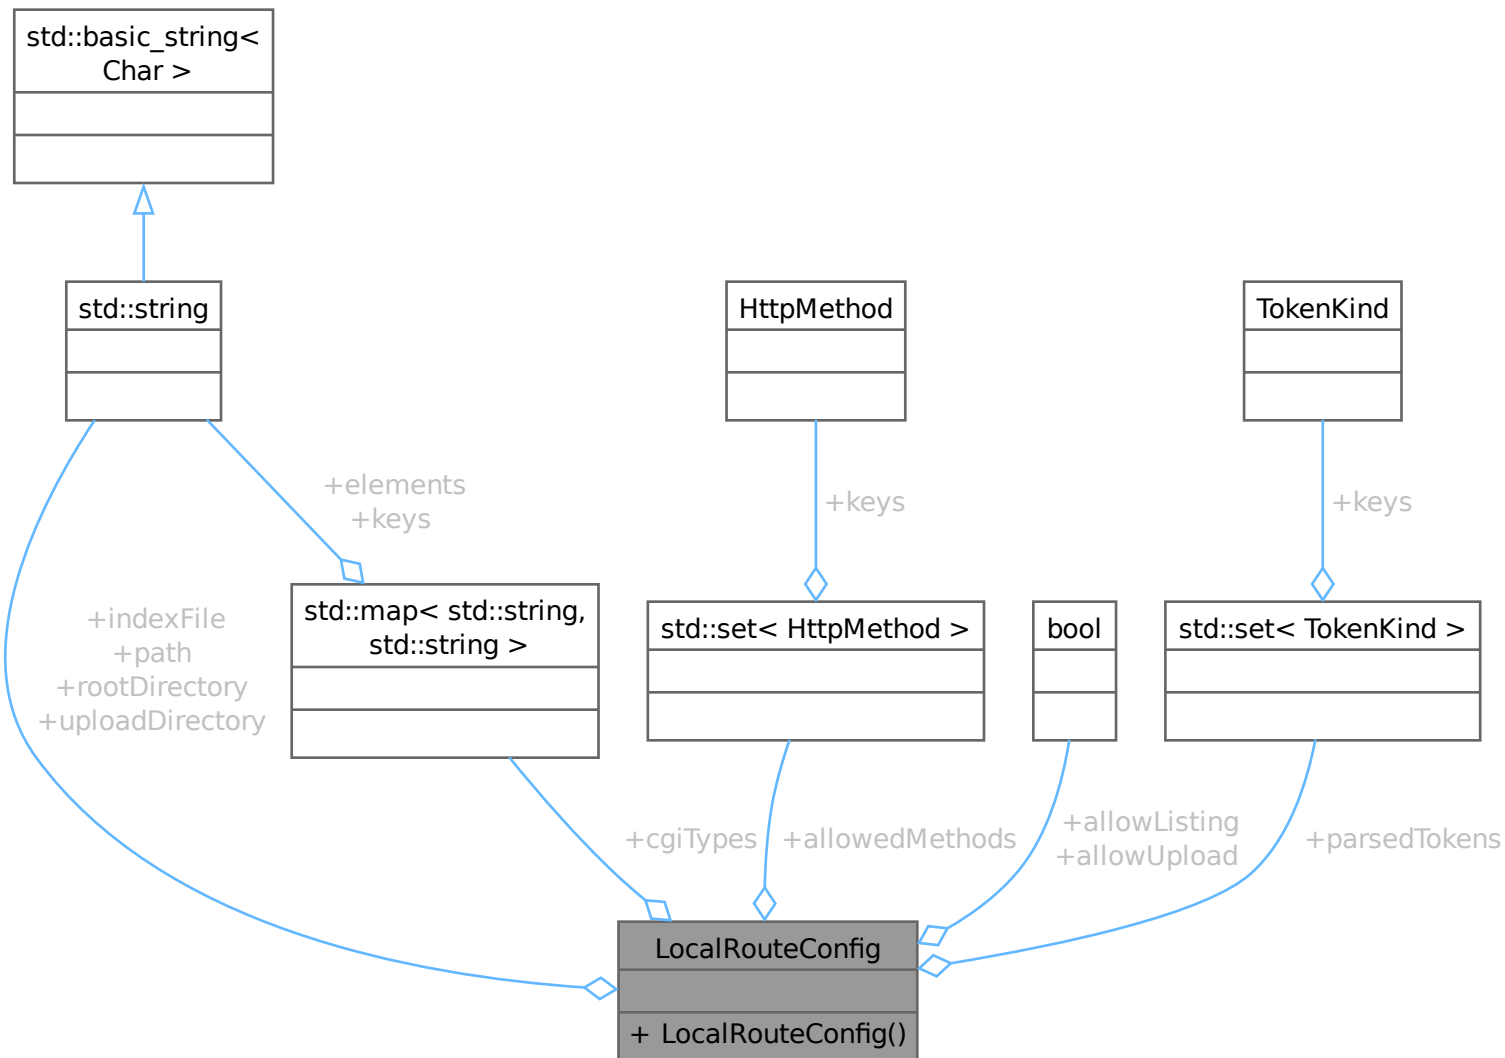 std::basic_string<
Char >
std::string
HttpMethod
TokenKind
+elements
+keys
+keys
+keys
std::map< std::string,
std::string >
std::set< HttpMethod >
bool
std::set< TokenKind >
+indexFile
+path
+rootDirectory
+uploadDirectory
+cgiTypes
+allowedMethods
+allowListing
+allowUpload
+parsedTokens
LocalRouteConfig
+ LocalRouteConfig()